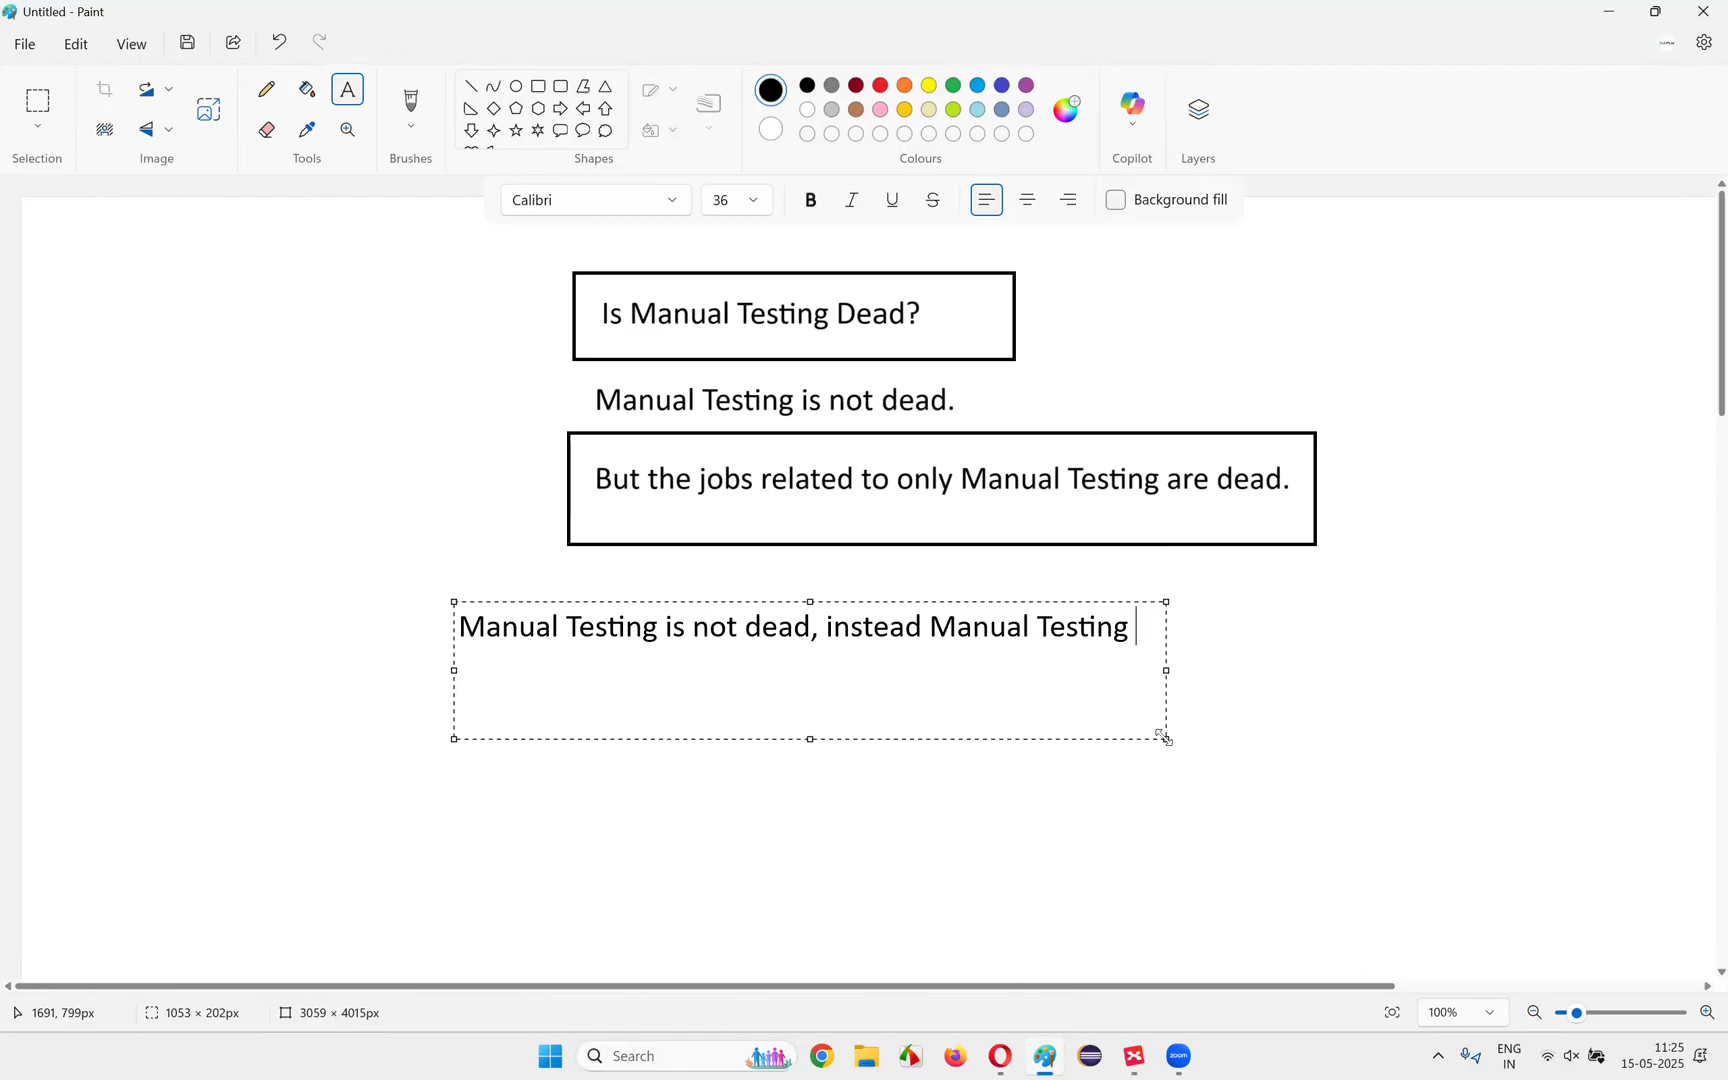 Untitled - Paint
File Edit View
Selection Image Tools Brushes Shapes Colours Copilot Layers
Calibri 36 B I U S Background fill
Is Manual Testing Dead?
Manual Testing is not dead.
But the jobs related to only Manual Testing are dead.
Manual Testing is not dead, instead Manual Testing
1691, 799px 1053 × 202px 3059 × 4015px 100%
Search zoom ENG IN 11:25 15-05-2025